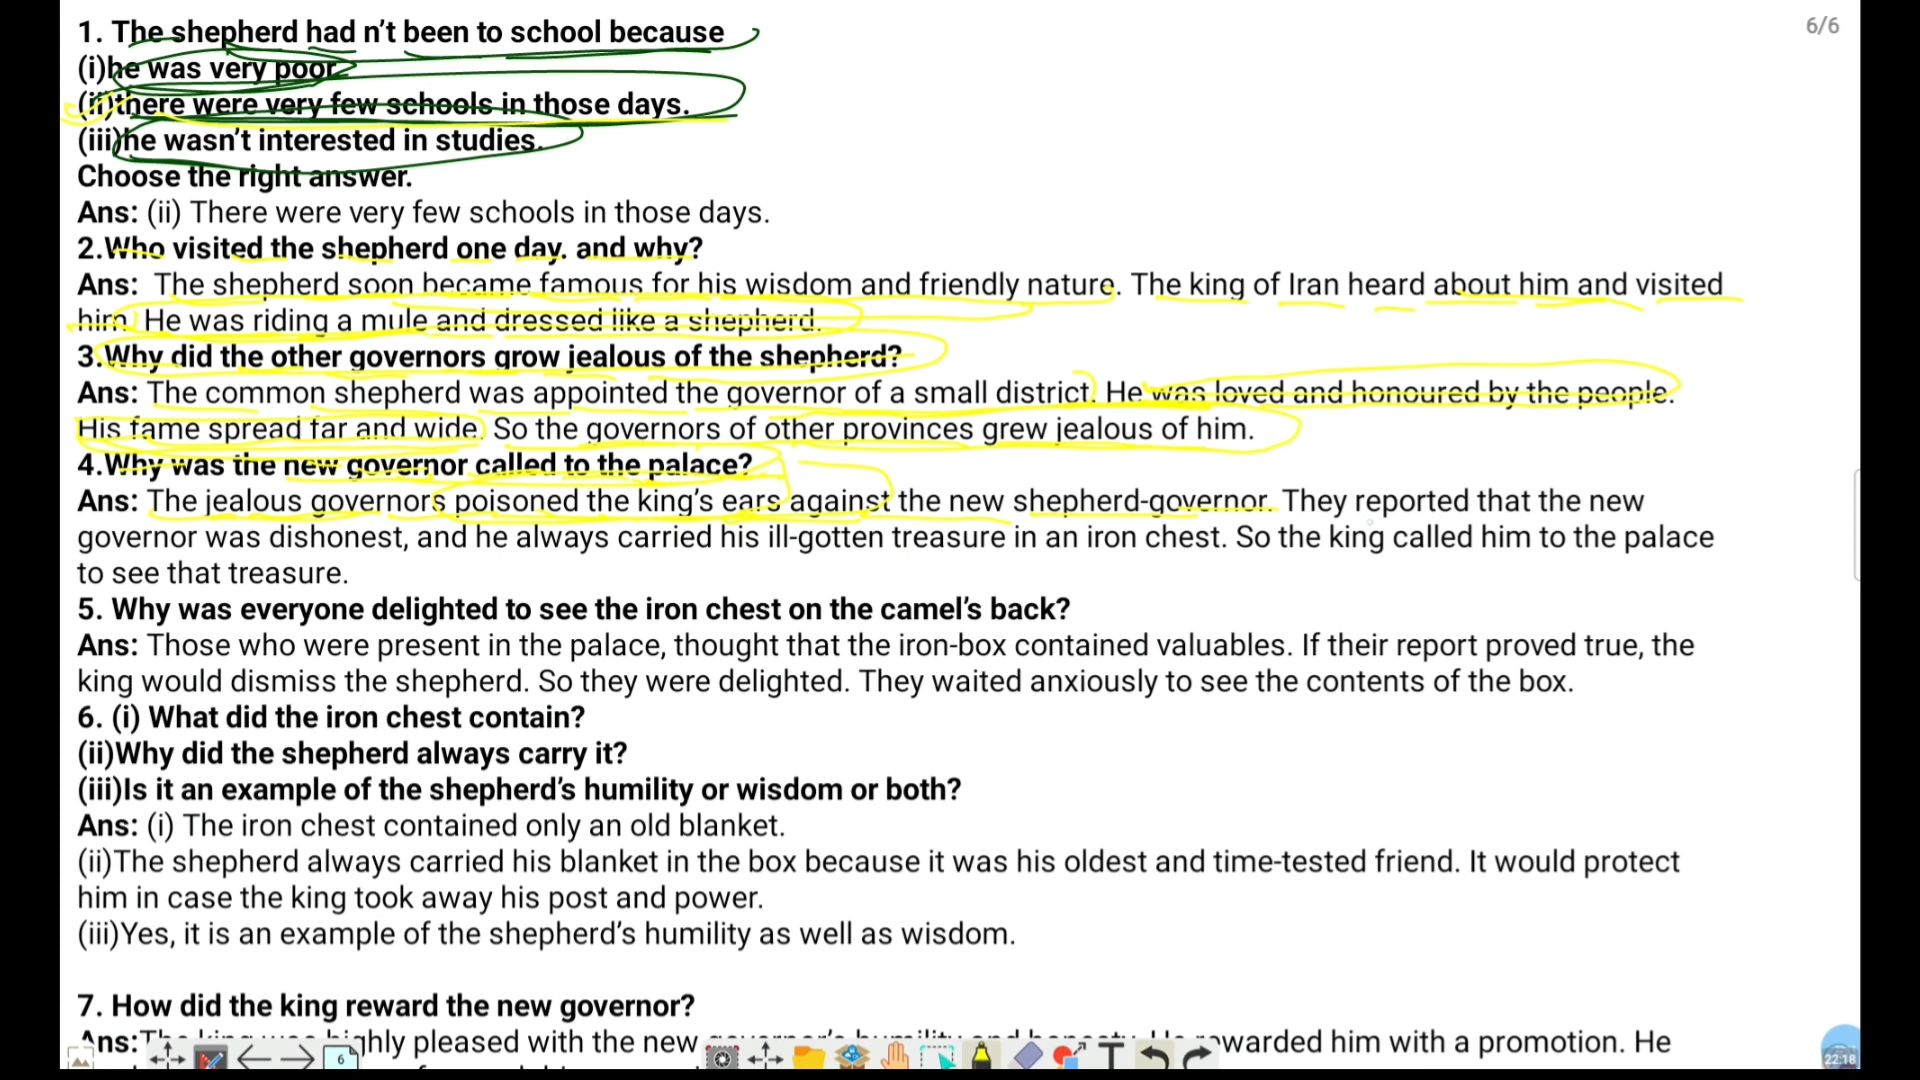 6/6
1. The shepherd had n't been to school because
(i)he was very poor
(ii)there were very few schools in those days.
(iii)he wasn't interested in studies.
Choose the right answer.
Ans: (ii) There were very few schools in those days.
2.Who visited the shepherd one day. and why?
Ans: The shepherd soon became famous for his wisdom and friendly nature. The king of Iran heard about him and visited
him. He was riding a mule and dressed like a shepherd.
3.Why did the other governors grow jealous of the shepherd?
Ans: The common shepherd was appointed the governor of a small district. He was loved and honoured by the people.
His fame spread far and wide. So the governors of other provinces grew jealous of him.
4.Why was the new governor called to the palace?
Ans: The jealous governors poisoned the king's ears against the new shepherd-governor. They reported that the new
governor was dishonest, and he always carried his ill-gotten treasure in an iron chest. So the king called him to the palace
to see that treasure.
5. Why was everyone delighted to see the iron chest on the camel's back?
Ans: Those who were present in the palace, thought that the iron-box contained valuables. If their report proved true, the
king would dismiss the shepherd. So they were delighted. They waited anxiously to see the contents of the box.
6. (i) What did the iron chest contain?
(ii)Why did the shepherd always carry it?
(iii)Is it an example of the shepherd's humility or wisdom or both?
Ans: (i) The iron chest contained only an old blanket.
(ii)The shepherd always carried his blanket in the box because it was his oldest and time-tested friend. It would protect
him in case the king took away his post and power.
(iii)Yes, it is an example of the shepherd's humility as well as wisdom.
7. How did the king reward the new governor?
Ans: pleased with the new rewarded him with a promotion. He
6
22:18